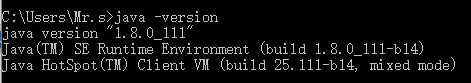 C:\Users\Mr.s>java -version
java version "1.8.0_111"
Java(TM) SE Runtime Environment (build 1.8.0_111-b14)
Java HotSpot(TM) Client VM (build 25.111-b14, mixed mode)